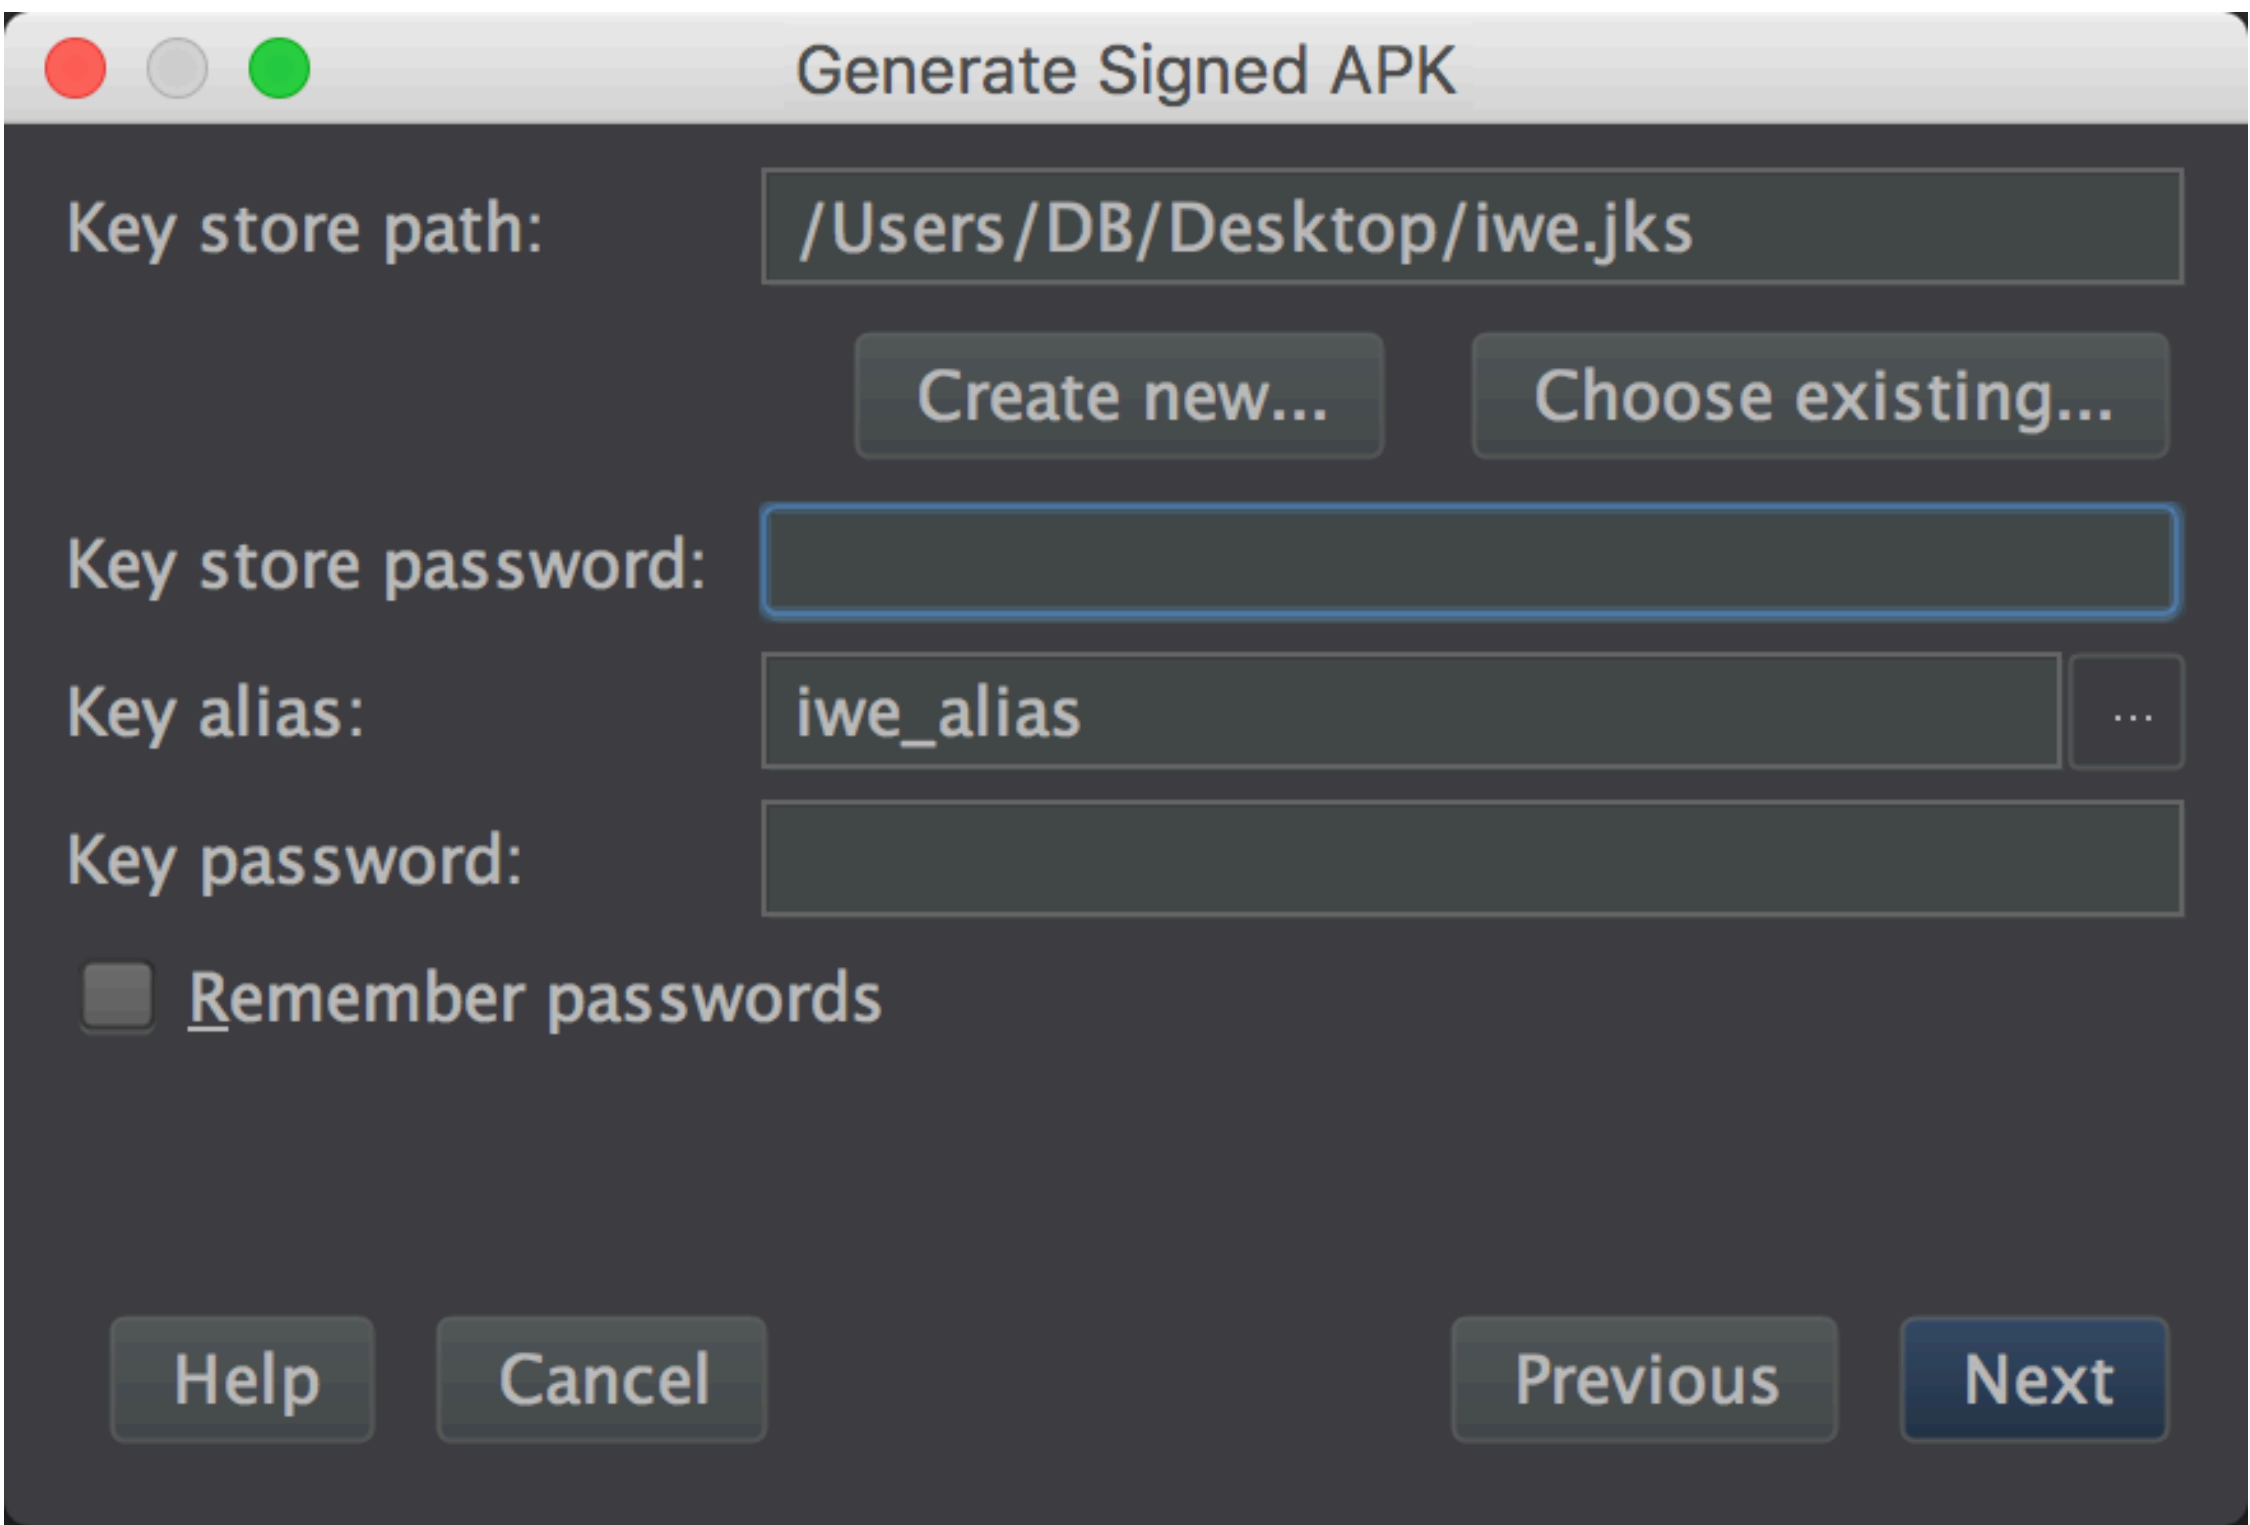 Generate Signed APK
Key store path: /Users/DB/Desktop/iwe.jks
Create new... Choose existing...
Key store password:
Key alias: iwe_alias ...
Key password:
Remember passwords
Help Cancel Previous Next